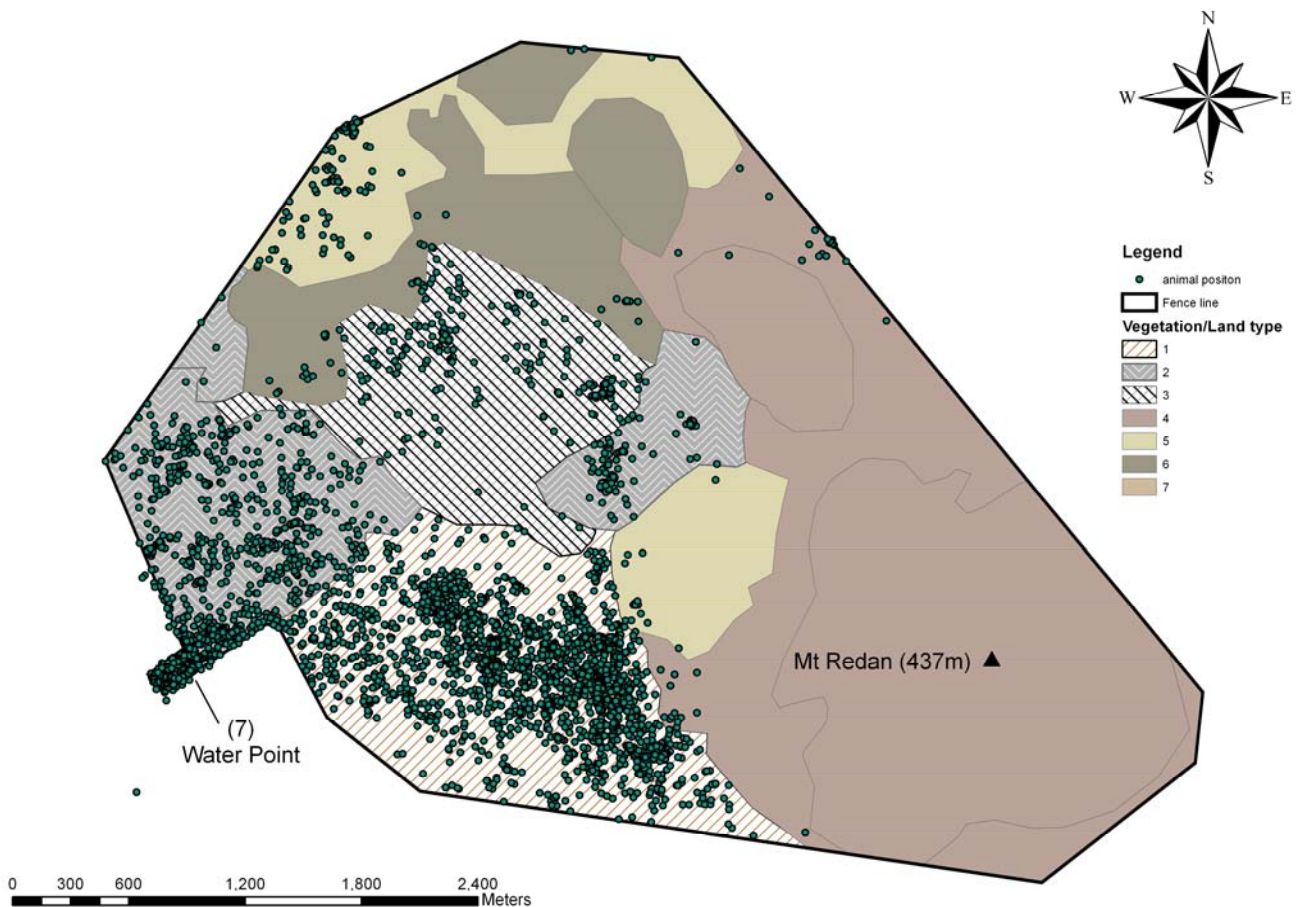 N
W E
S
Legend
animal positon
Fence line
Vegetation/Land type
1
2
3
4
5
6
7
Mt Redan (437m)
(7)
Water Point
0 300 600 1,200 1,800 2,400
Meters